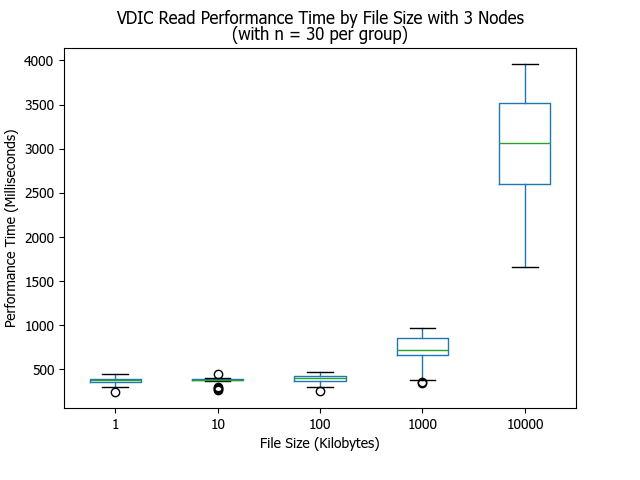 VDIC Read Performance Time by File Size with 3 Nodes
(with n = 30 per group)
Performance Time (Milliseconds)
4000
3500
3000
2500
2000
1500
1000
500
1 10 100 1000 10000
File Size (Kilobytes)